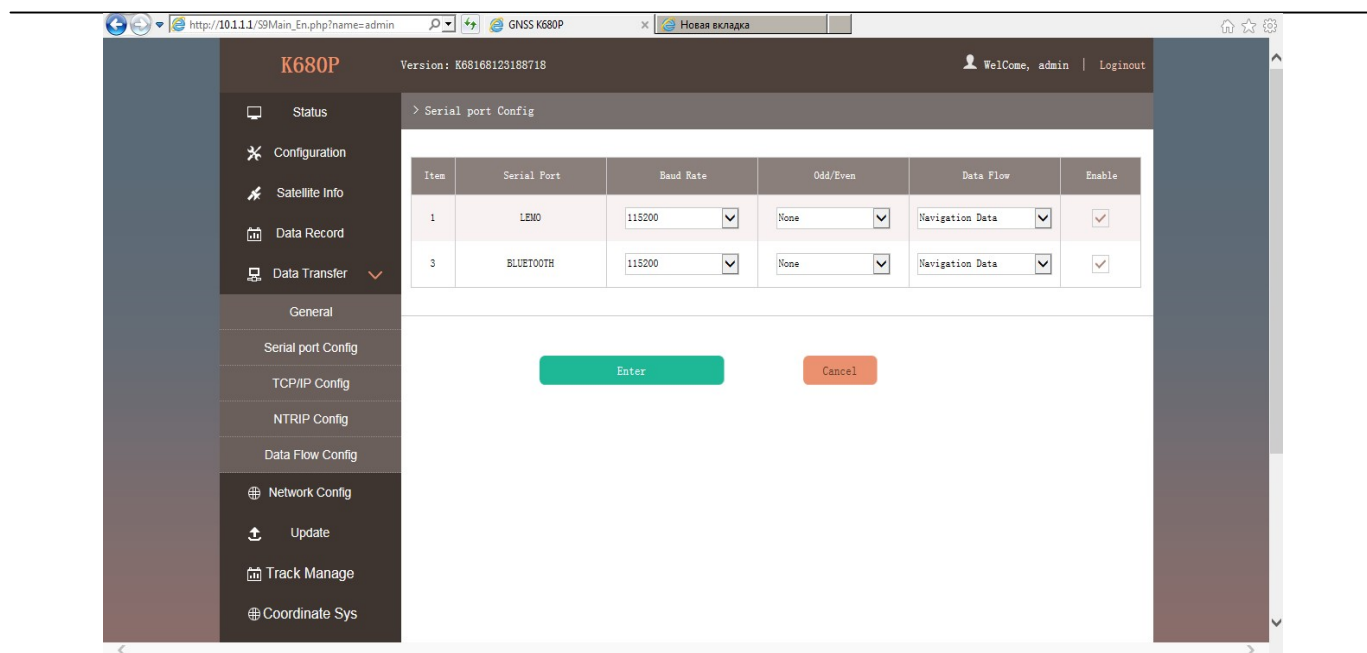 http://10.1.1.1/S9Main_En.php?name=admin
GNSS K680P
Новая вкладка
K680P
Version: K68168123188718
WelCome, admin | Loginout
Status
Configuration
Satellite Info
Data Record
Data Transfer
General
Serial port Config
TCP/IP Config
NTRIP Config
Data Flow Config
Network Config
Update
Track Manage
Coordinate Sys
> Serial port Config
Item Serial Port Baud Rate Odd/Even Data Flow Enable
1 LEMO 115200 None Navigation Data
3 BLUETOOTH 115200 None Navigation Data
Enter Cancel